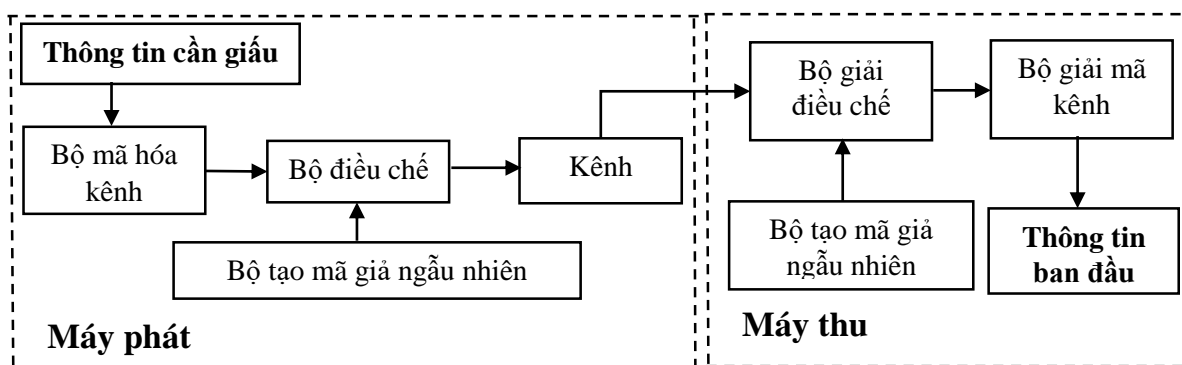 Thông tin cần giấu
Bộ mã hóa
kênh
Bộ điều chế
Kênh
Bộ tạo mã giả ngẫu nhiên
Máy phát
Bộ giải
điều chế
Bộ giải mã
kênh
Bộ tạo mã giả
ngẫu nhiên
Thông tin
ban đầu
Máy thu